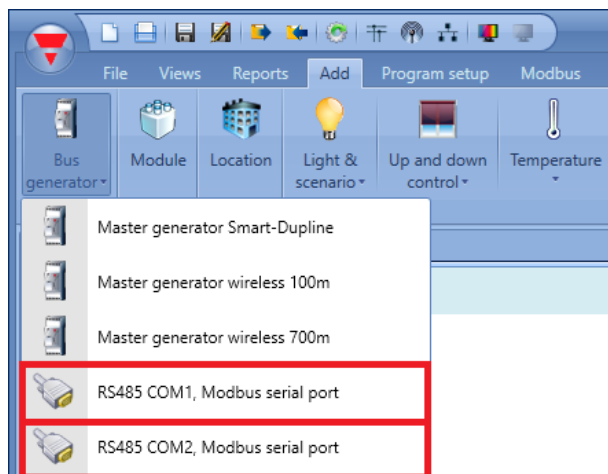 File Views Reports Add Program setup Modbus
Bus generator
Module
Location
Light & scenario
Up and down control
Temperature
Master generator Smart-Dupline
Master generator wireless 100m
Master generator wireless 700m
RS485 COM1, Modbus serial port
RS485 COM2, Modbus serial port